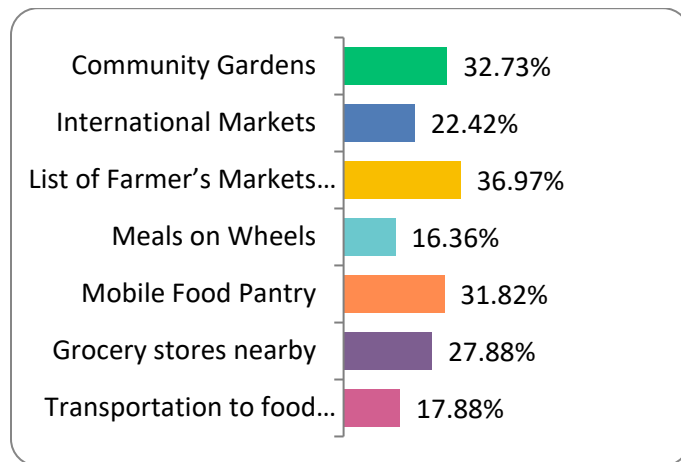 Community Gardens 32.73%
International Markets 22.42%
List of Farmer’s Markets… 36.97%
Meals on Wheels 16.36%
Mobile Food Pantry 31.82%
Grocery stores nearby 27.88%
Transportation to food… 17.88%